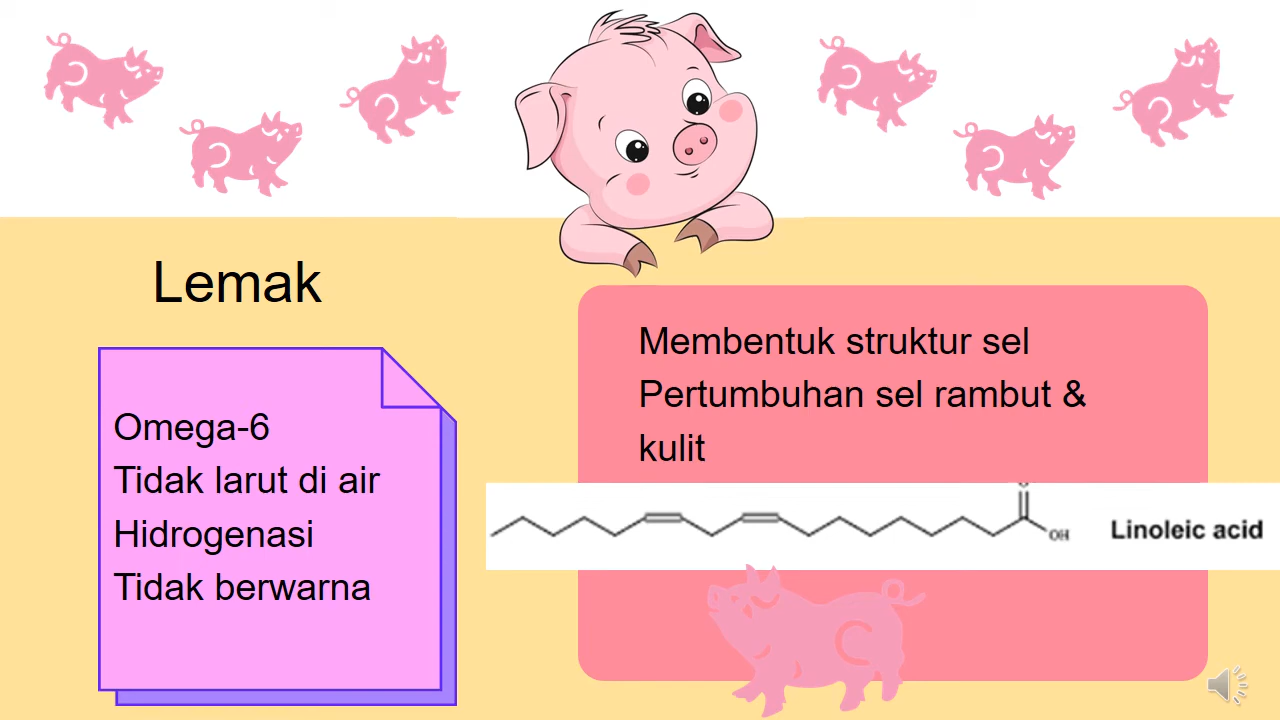 Lemak
Omega-6
Tidak larut di air
Hidrogenasi
Tidak berwarna
Membentuk struktur sel
Pertumbuhan sel rambut &
kulit
OH
Linoleic acid